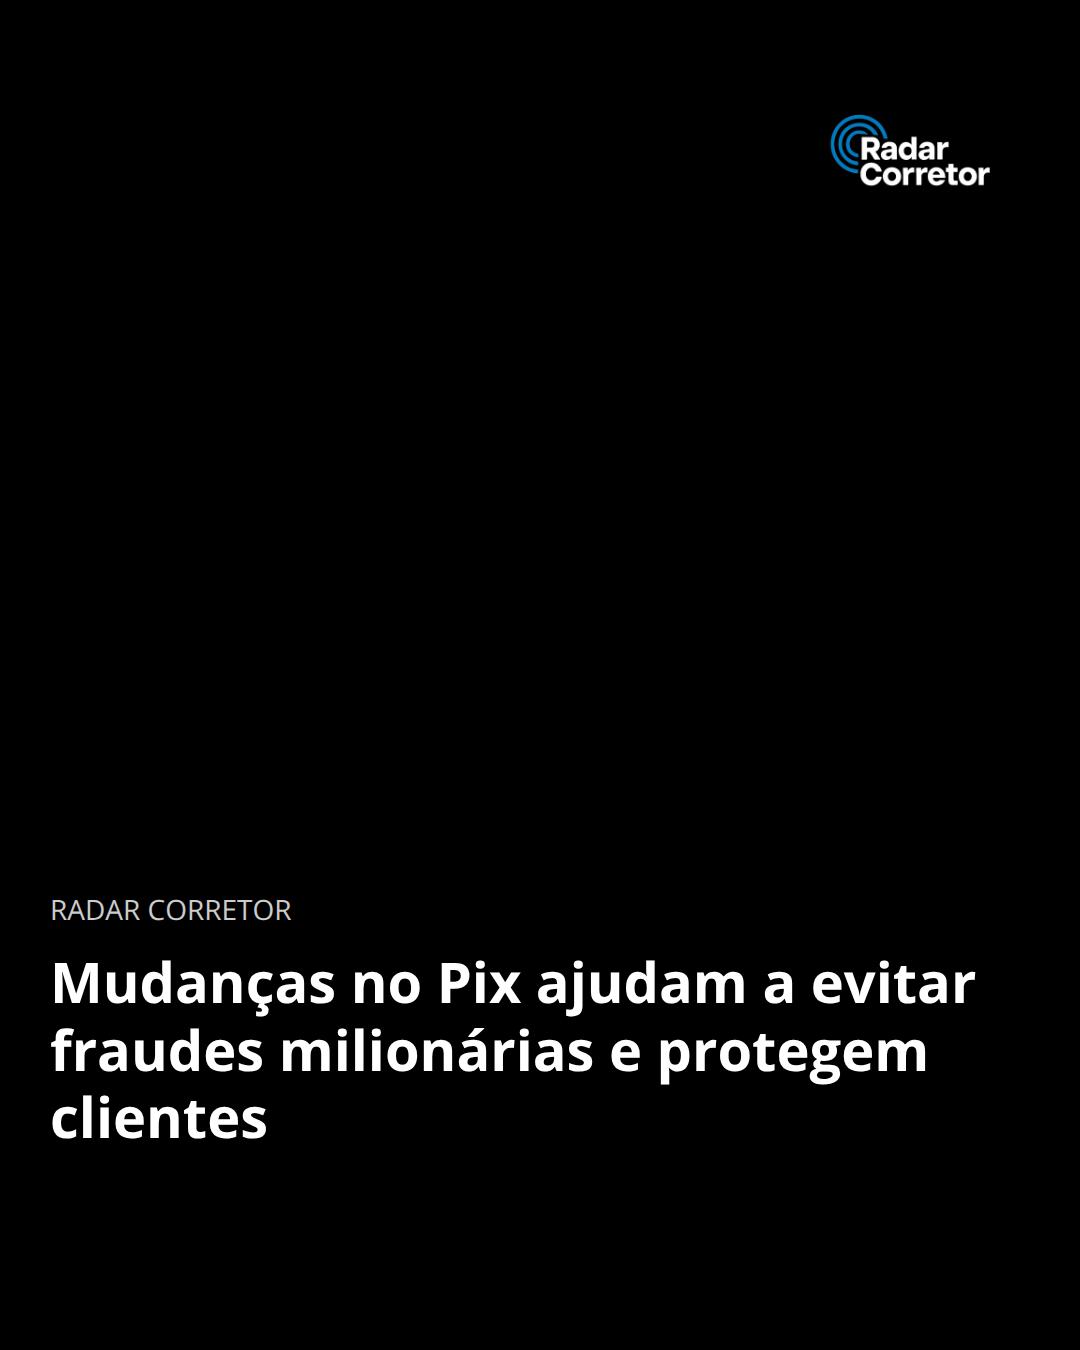 Radar
Corretor
RADAR CORRETOR
Mudanças no Pix ajudam a evitar
fraudes milionárias e protegem
clientes